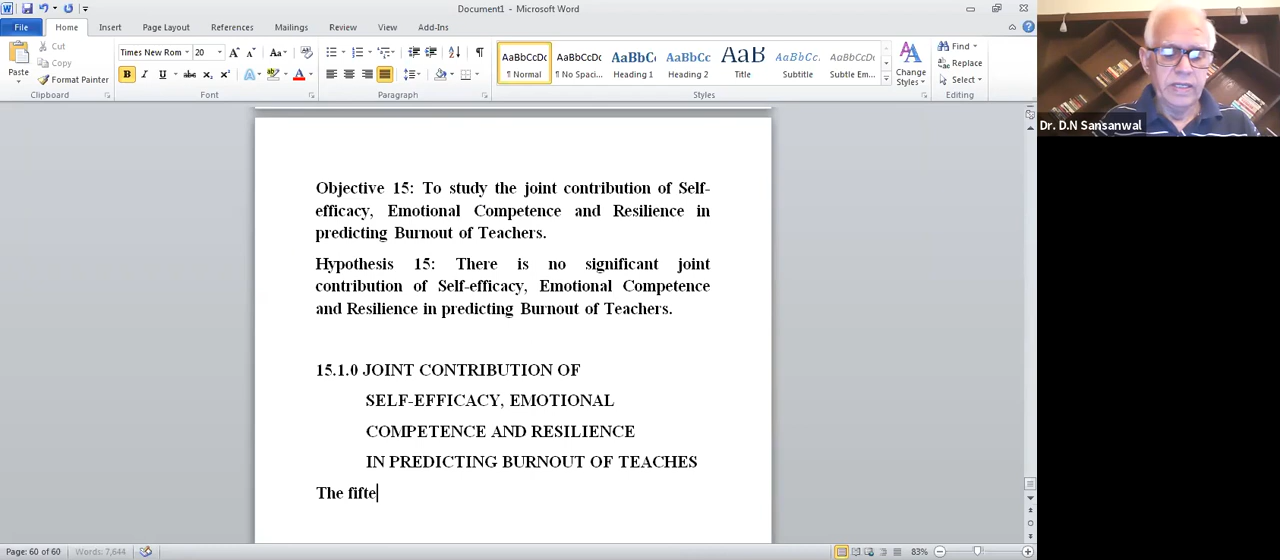 Document1 - Microsoft Word
File Home Insert Page Layout References Mailings Review View Add-Ins
Cut
Copy
Format Painter
Paste
Clipboard
Times New Rom 20
Font
Paragraph
AaBbCcDc AaBbCcDc AaBbCc AaBbCc AaB AaBbCcL AaBbCcDc
¶ Normal ¶ No Spaci... Heading 1 Heading 2 Title Subtitle Subtle Em...
Change Styles
Styles
Find
Replace
Select
Editing
Dr. D.N Sansanwal
Objective 15: To study the joint contribution of Self-
efficacy, Emotional Competence and Resilience in
predicting Burnout of Teachers.
Hypothesis 15: There is no significant joint
contribution of Self-efficacy, Emotional Competence
and Resilience in predicting Burnout of Teachers.
15.1.0 JOINT CONTRIBUTION OF
SELF-EFFICACY, EMOTIONAL
COMPETENCE AND RESILIENCE
IN PREDICTING BURNOUT OF TEACHES
The fifte
Page: 60 of 60 Words: 7,644 83%